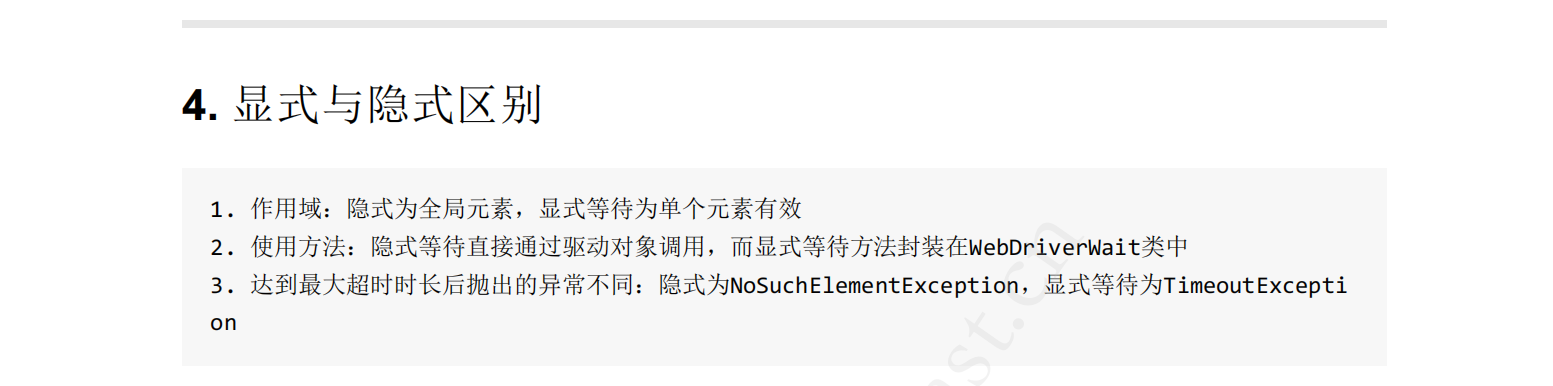 4. 显式与隐式区别
1. 作用域：隐式为全局元素，显式等待为单个元素有效
2. 使用方法：隐式等待直接通过驱动对象调用，而显式等待方法封装在WebDriverWait类中
3. 达到最大超时时长后抛出的异常不同：隐式为NoSuchElementException，显式等待为TimeoutExcepti
on
st.cn